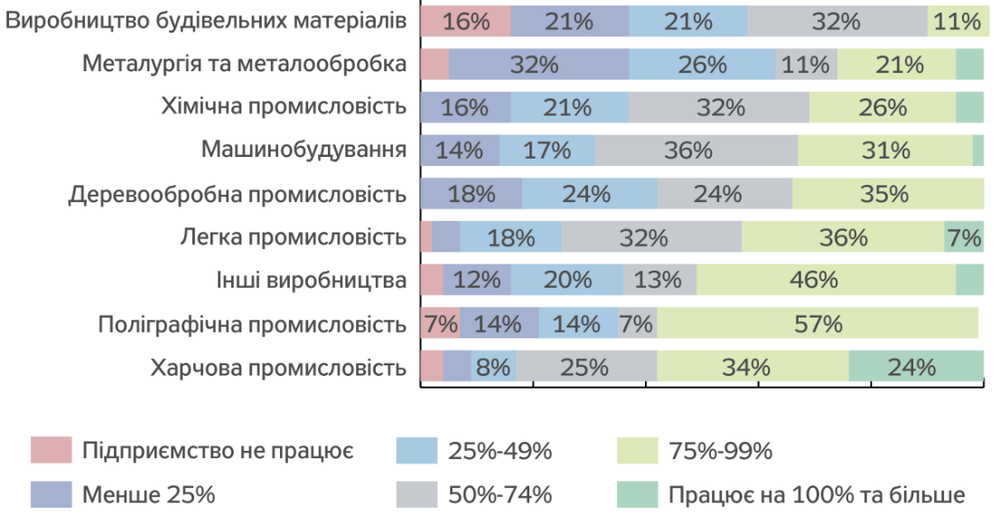 Виробництво будівельних матеріалів 16% 21% 21% 32% 11%
Металургія та металообробка 32% 26% 11% 21%
Хімічна промисловість 16% 21% 32% 26%
Машинобудування 14% 17% 36% 31%
Деревообробна промисловість 18% 24% 24% 35%
Легка промисловість 18% 32% 36% 7%
Інші виробництва 12% 20% 13% 46%
Поліграфічна промисловість 7% 14% 14% 7% 57%
Харчова промисловість 8% 25% 34% 24%
Підприємство не працює 25%-49% 75%-99%
Менше 25% 50%-74% Працює на 100% та більше